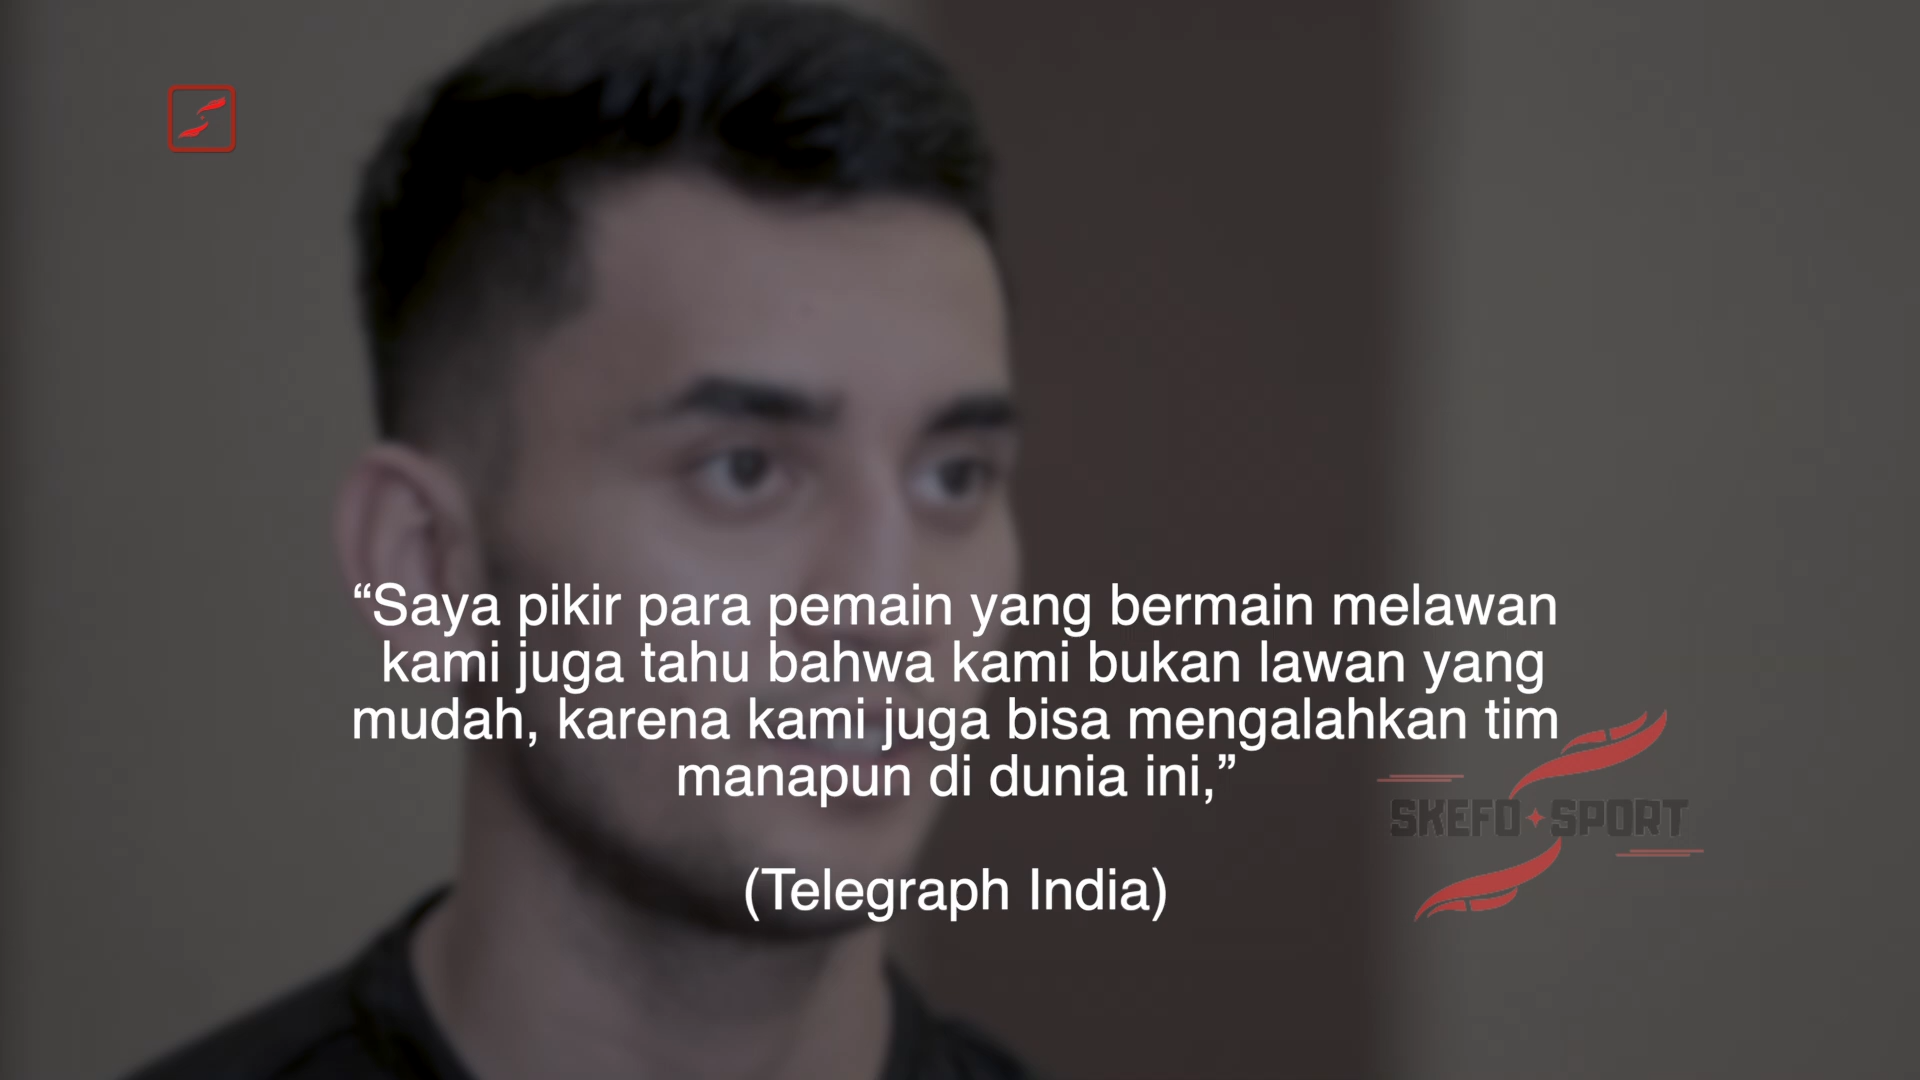 “Saya pikir para pemain yang bermain melawan
kami juga tahu bahwa kami bukan lawan yang
mudah, karena kami juga bisa mengalahkan tim
manapun di dunia ini,”
(Telegraph India)
SKEFO SPORT